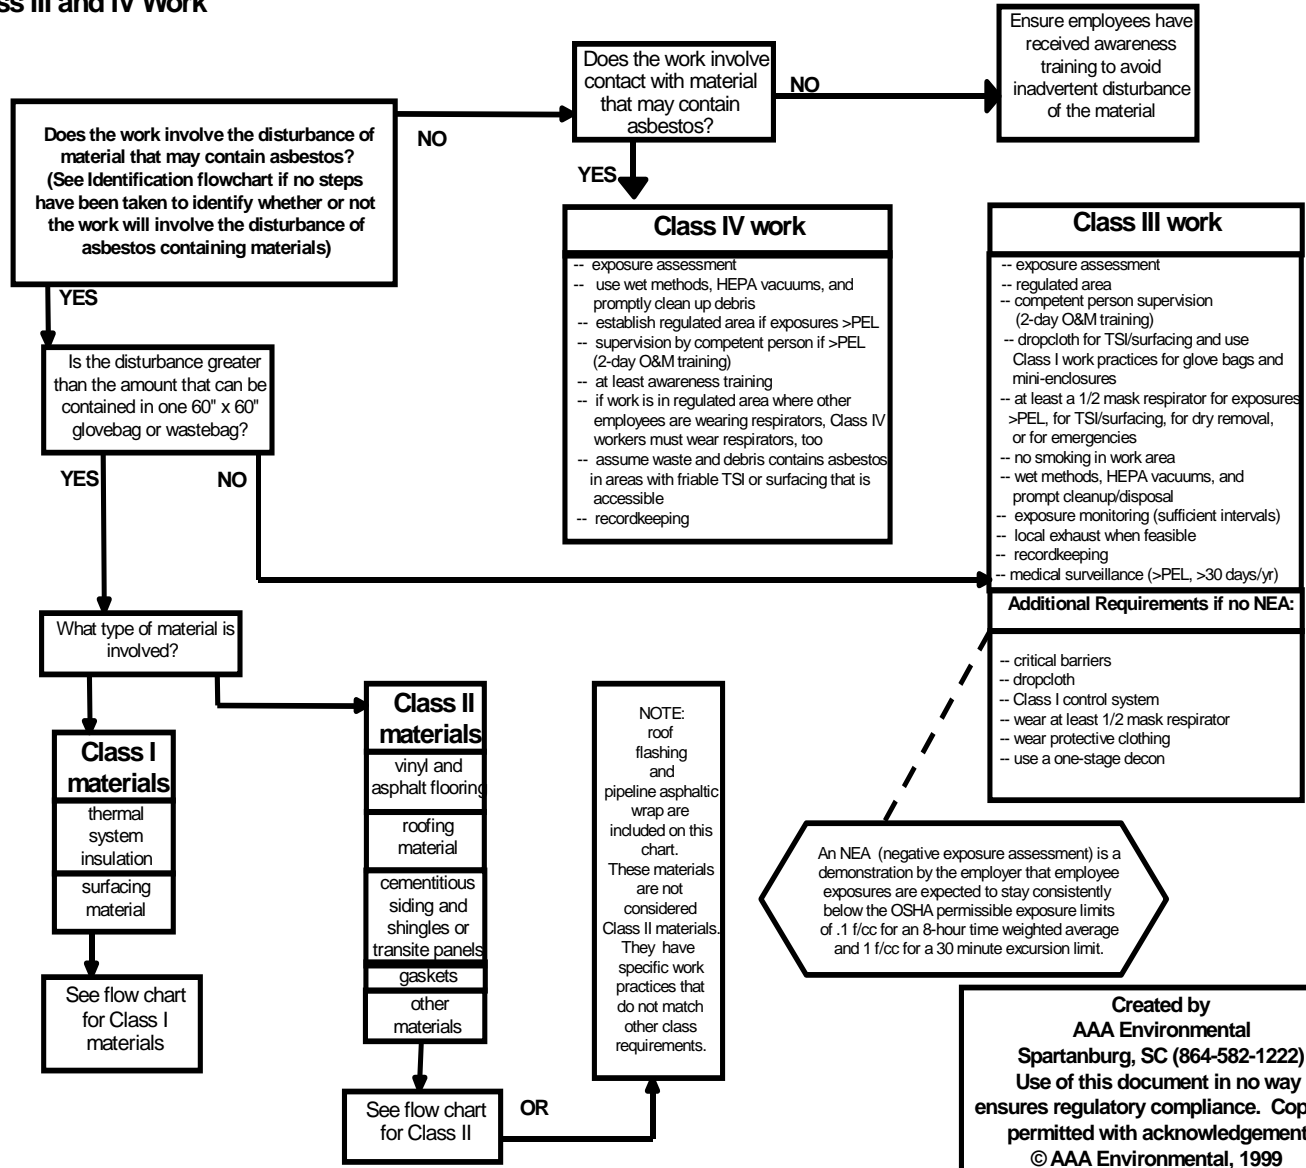 ss III and IV Work
Does the work involve the disturbance of
material that may contain asbestos?
(See Identification flowchart if no steps
have been taken to identify whether or not
the work will involve the disturbance of
asbestos containing materials)
NO
Does the work involve
contact with material
that may contain
asbestos?
NO
Ensure employees have
received awareness
training to avoid
inadvertent disturbance
of the material
YES
Class IV work
-- exposure assessment
-- use wet methods, HEPA vacuums, and
promptly clean up debris
-- establish regulated area if exposures >PEL
-- supervision by competent person if >PEL
(2-day O&M training)
-- at least awareness training
-- if work is in regulated area where other
employees are wearing respirators, Class IV
workers must wear respirators, too
-- assume waste and debris contains asbestos
in areas with friable TSI or surfacing that is
accessible
-- recordkeeping
Class III work
-- exposure assessment
-- regulated area
-- competent person supervision
(2-day O&M training)
-- dropcloth for TSI/surfacing and use
Class I work practices for glove bags and
mini-enclosures
-- at least a 1/2 mask respirator for exposures
>PEL, for TSI/surfacing, for dry removal,
or for emergencies
-- no smoking in work area
-- wet methods, HEPA vacuums, and
prompt cleanup/disposal
-- exposure monitoring (sufficient intervals)
-- local exhaust when feasible
-- recordkeeping
-- medical surveillance (>PEL, >30 days/yr)
Additional Requirements if no NEA:
-- critical barriers
-- dropcloth
-- Class I control system
-- wear at least 1/2 mask respirator
-- wear protective clothing
-- use a one-stage decon
YES
Is the disturbance greater
than the amount that can be
contained in one 60" x 60"
glovebag or wastebag?
YES
NO
What type of material is
involved?
Class I
materials
thermal
system
insulation
surfacing
material
See flow chart
for Class I
materials
Class II
materials
vinyl and
asphalt flooring
roofing
material
cementitious
siding and
shingles or
transite panels
gaskets
other
materials
See flow chart
for Class II
OR
NOTE:
roof
flashing
and
pipeline asphaltic
wrap are
included on this
chart.
These materials
are not
considered
Class II materials.
They have
specific work
practices that
do not match
other class
requirements.
An NEA (negative exposure assessment) is a
demonstration by the employer that employee
exposures are expected to stay consistently
below the OSHA permissible exposure limits
of .1 f/cc for an 8-hour time weighted average
and 1 f/cc for a 30 minute excursion limit.
Created by
AAA Environmental
Spartanburg, SC (864-582-1222)
Use of this document in no way
ensures regulatory compliance. Cop
permitted with acknowledgement
© AAA Environmental, 1999